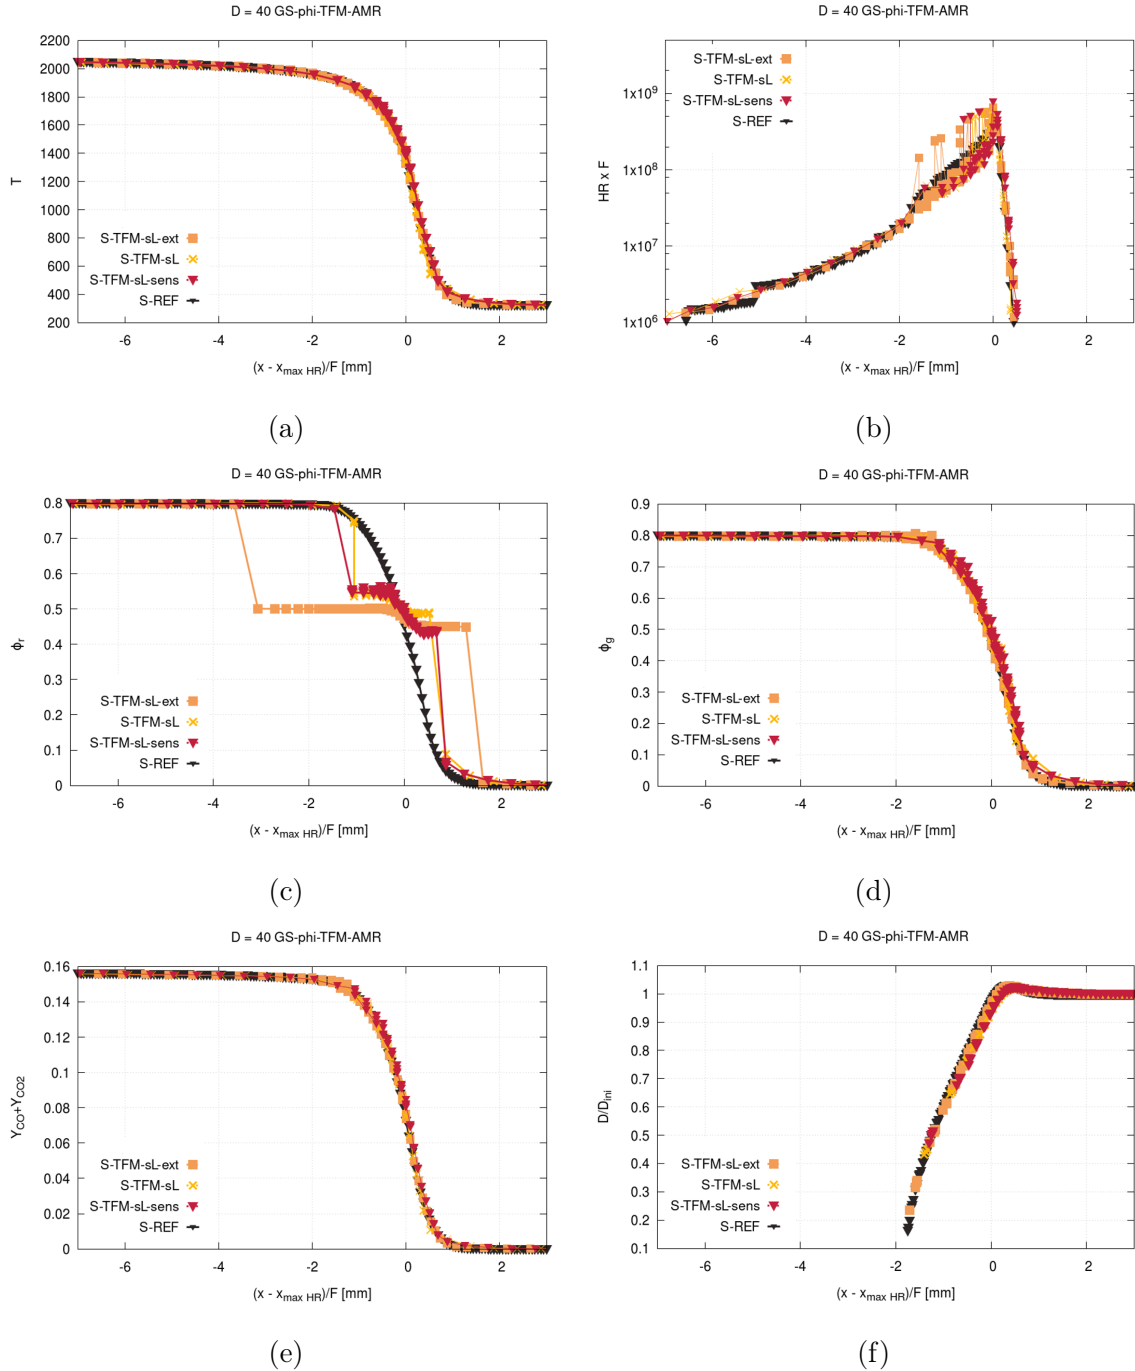 D = 40 GS-phi-TFM-AMR
T
2200
2000
1800
1600
1400
1200
1000
800
600
400
200
S-TFM-sL-ext
S-TFM-sL
S-TFM-sL-sens
S-REF
-6 -4 -2 0 2
(x - x_max HR)/F [mm]
(a)
D = 40 GS-phi-TFM-AMR
HR x F
1x10^9
1x10^8
1x10^7
1x10^6
S-TFM-sL-ext
S-TFM-sL
S-TFM-sL-sens
S-REF
-6 -4 -2 0 2
(x - x_max HR)/F [mm]
(b)
D = 40 GS-phi-TFM-AMR
ϕ_r
0.8
0.7
0.6
0.5
0.4
0.3
0.2
0.1
0
S-TFM-sL-ext
S-TFM-sL
S-TFM-sL-sens
S-REF
-6 -4 -2 0 2
(x - x_max HR)/F [mm]
(c)
D = 40 GS-phi-TFM-AMR
ϕ_g
0.9
0.8
0.7
0.6
0.5
0.4
0.3
0.2
0.1
0
S-TFM-sL-ext
S-TFM-sL
S-TFM-sL-sens
S-REF
-6 -4 -2 0 2
(x - x_max HR)/F [mm]
(d)
D = 40 GS-phi-TFM-AMR
Y_CO+Y_CO2
0.16
0.14
0.12
0.1
0.08
0.06
0.04
0.02
0
S-TFM-sL-ext
S-TFM-sL
S-TFM-sL-sens
S-REF
-6 -4 -2 0 2
(x - x_max HR)/F [mm]
(e)
D = 40 GS-phi-TFM-AMR
D/D_ini
1.1
1
0.9
0.8
0.7
0.6
0.5
0.4
0.3
0.2
0.1
S-TFM-sL-ext
S-TFM-sL
S-TFM-sL-sens
S-REF
-6 -4 -2 0 2
(x - x_max HR)/F [mm]
(f)